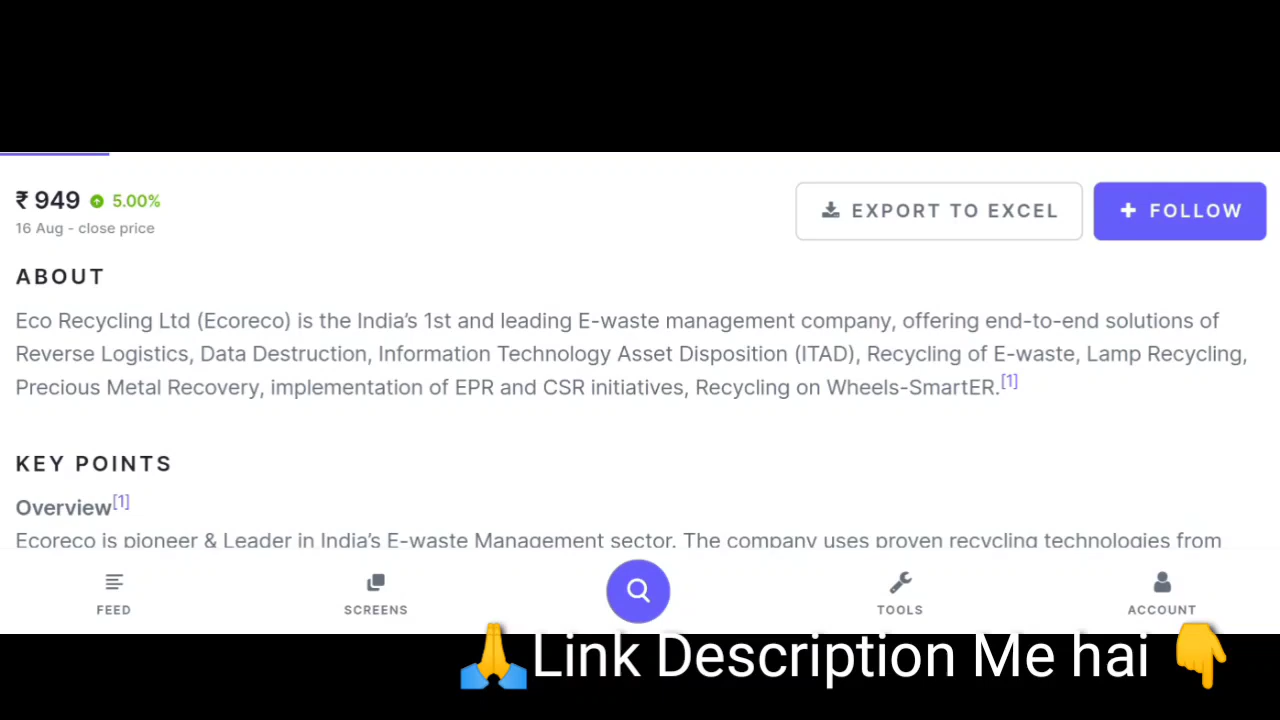 ₹ 949 5.00%
16 Aug - close price
EXPORT TO EXCEL
FOLLOW
ABOUT
Eco Recycling Ltd (Ecoreco) is the India’s 1st and leading E-waste management company, offering end-to-end solutions of
Reverse Logistics, Data Destruction, Information Technology Asset Disposition (ITAD), Recycling of E-waste, Lamp Recycling,
Precious Metal Recovery, implementation of EPR and CSR initiatives, Recycling on Wheels-SmartER.[1]
KEY POINTS
Overview[1]
Ecoreco is pioneer & Leader in India’s E-waste Management sector. The company uses proven recycling technologies from
FEED
SCREENS
TOOLS
ACCOUNT
🙏Link Description Me hai 👇